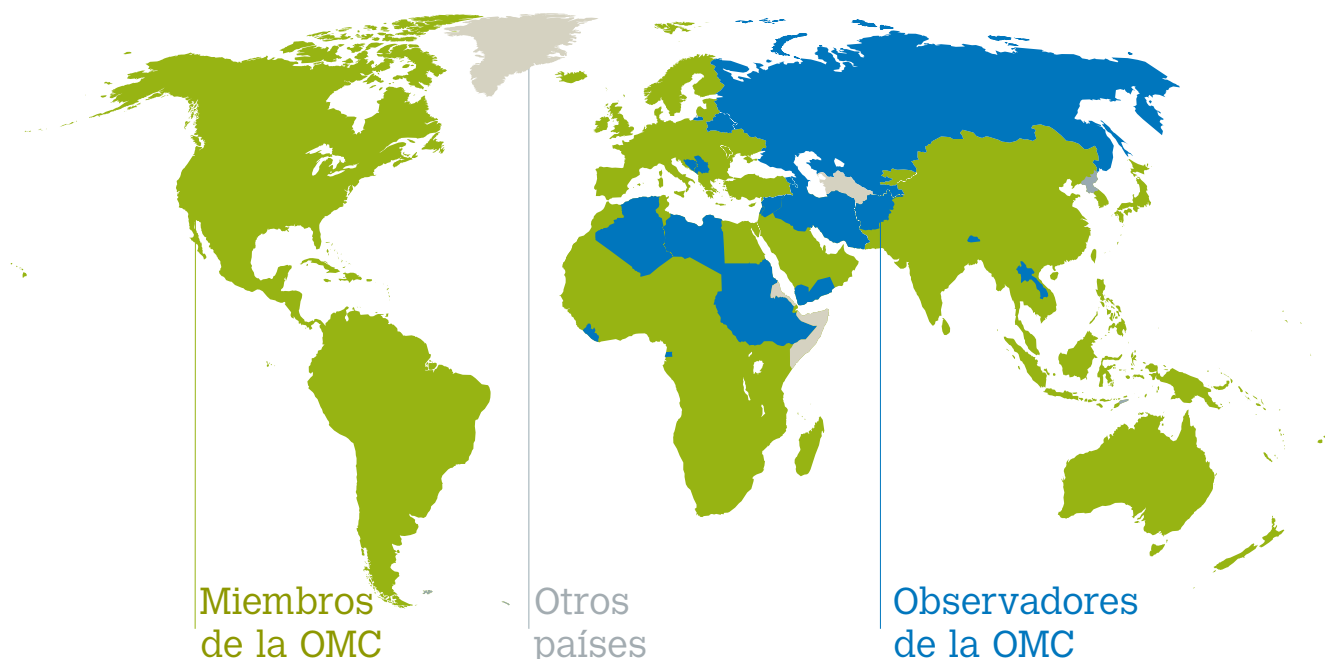 Miembros
de la OMC
Otros
países
Observadores
de la OMC